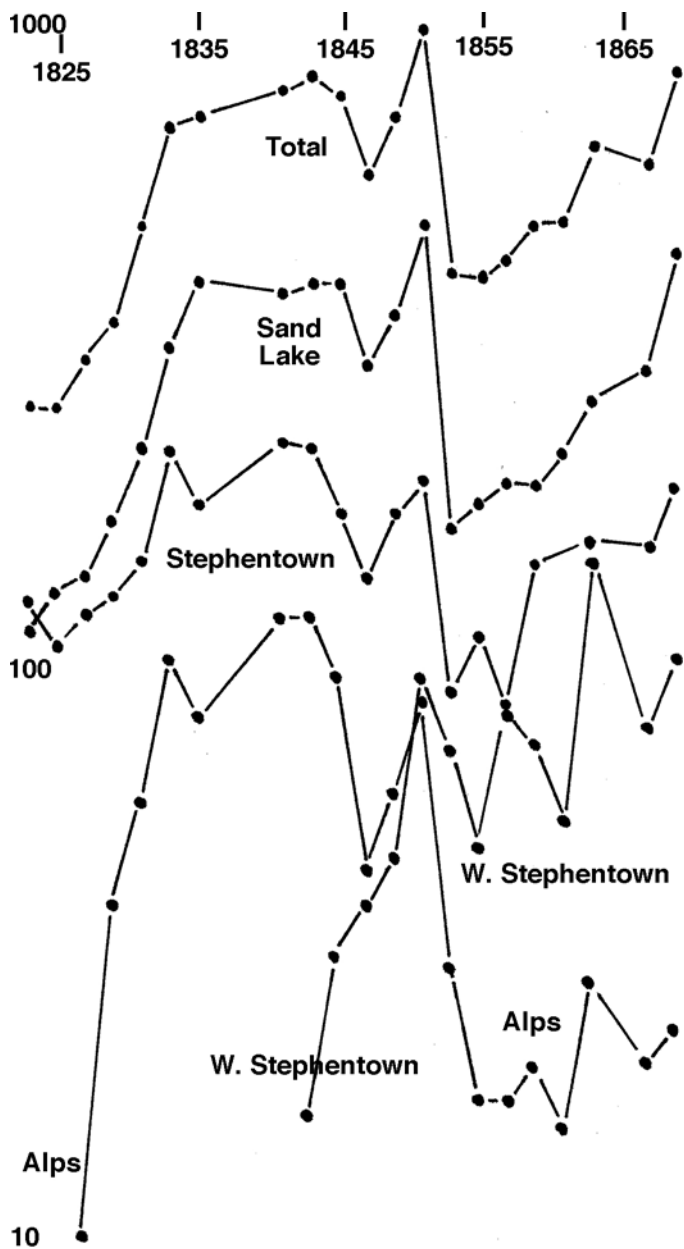 1000
1825
1835
1845
1855
1865
Total
Sand
Lake
Stephentown
100
W. Stephentown
Alps
W. Stephentown
Alps
10